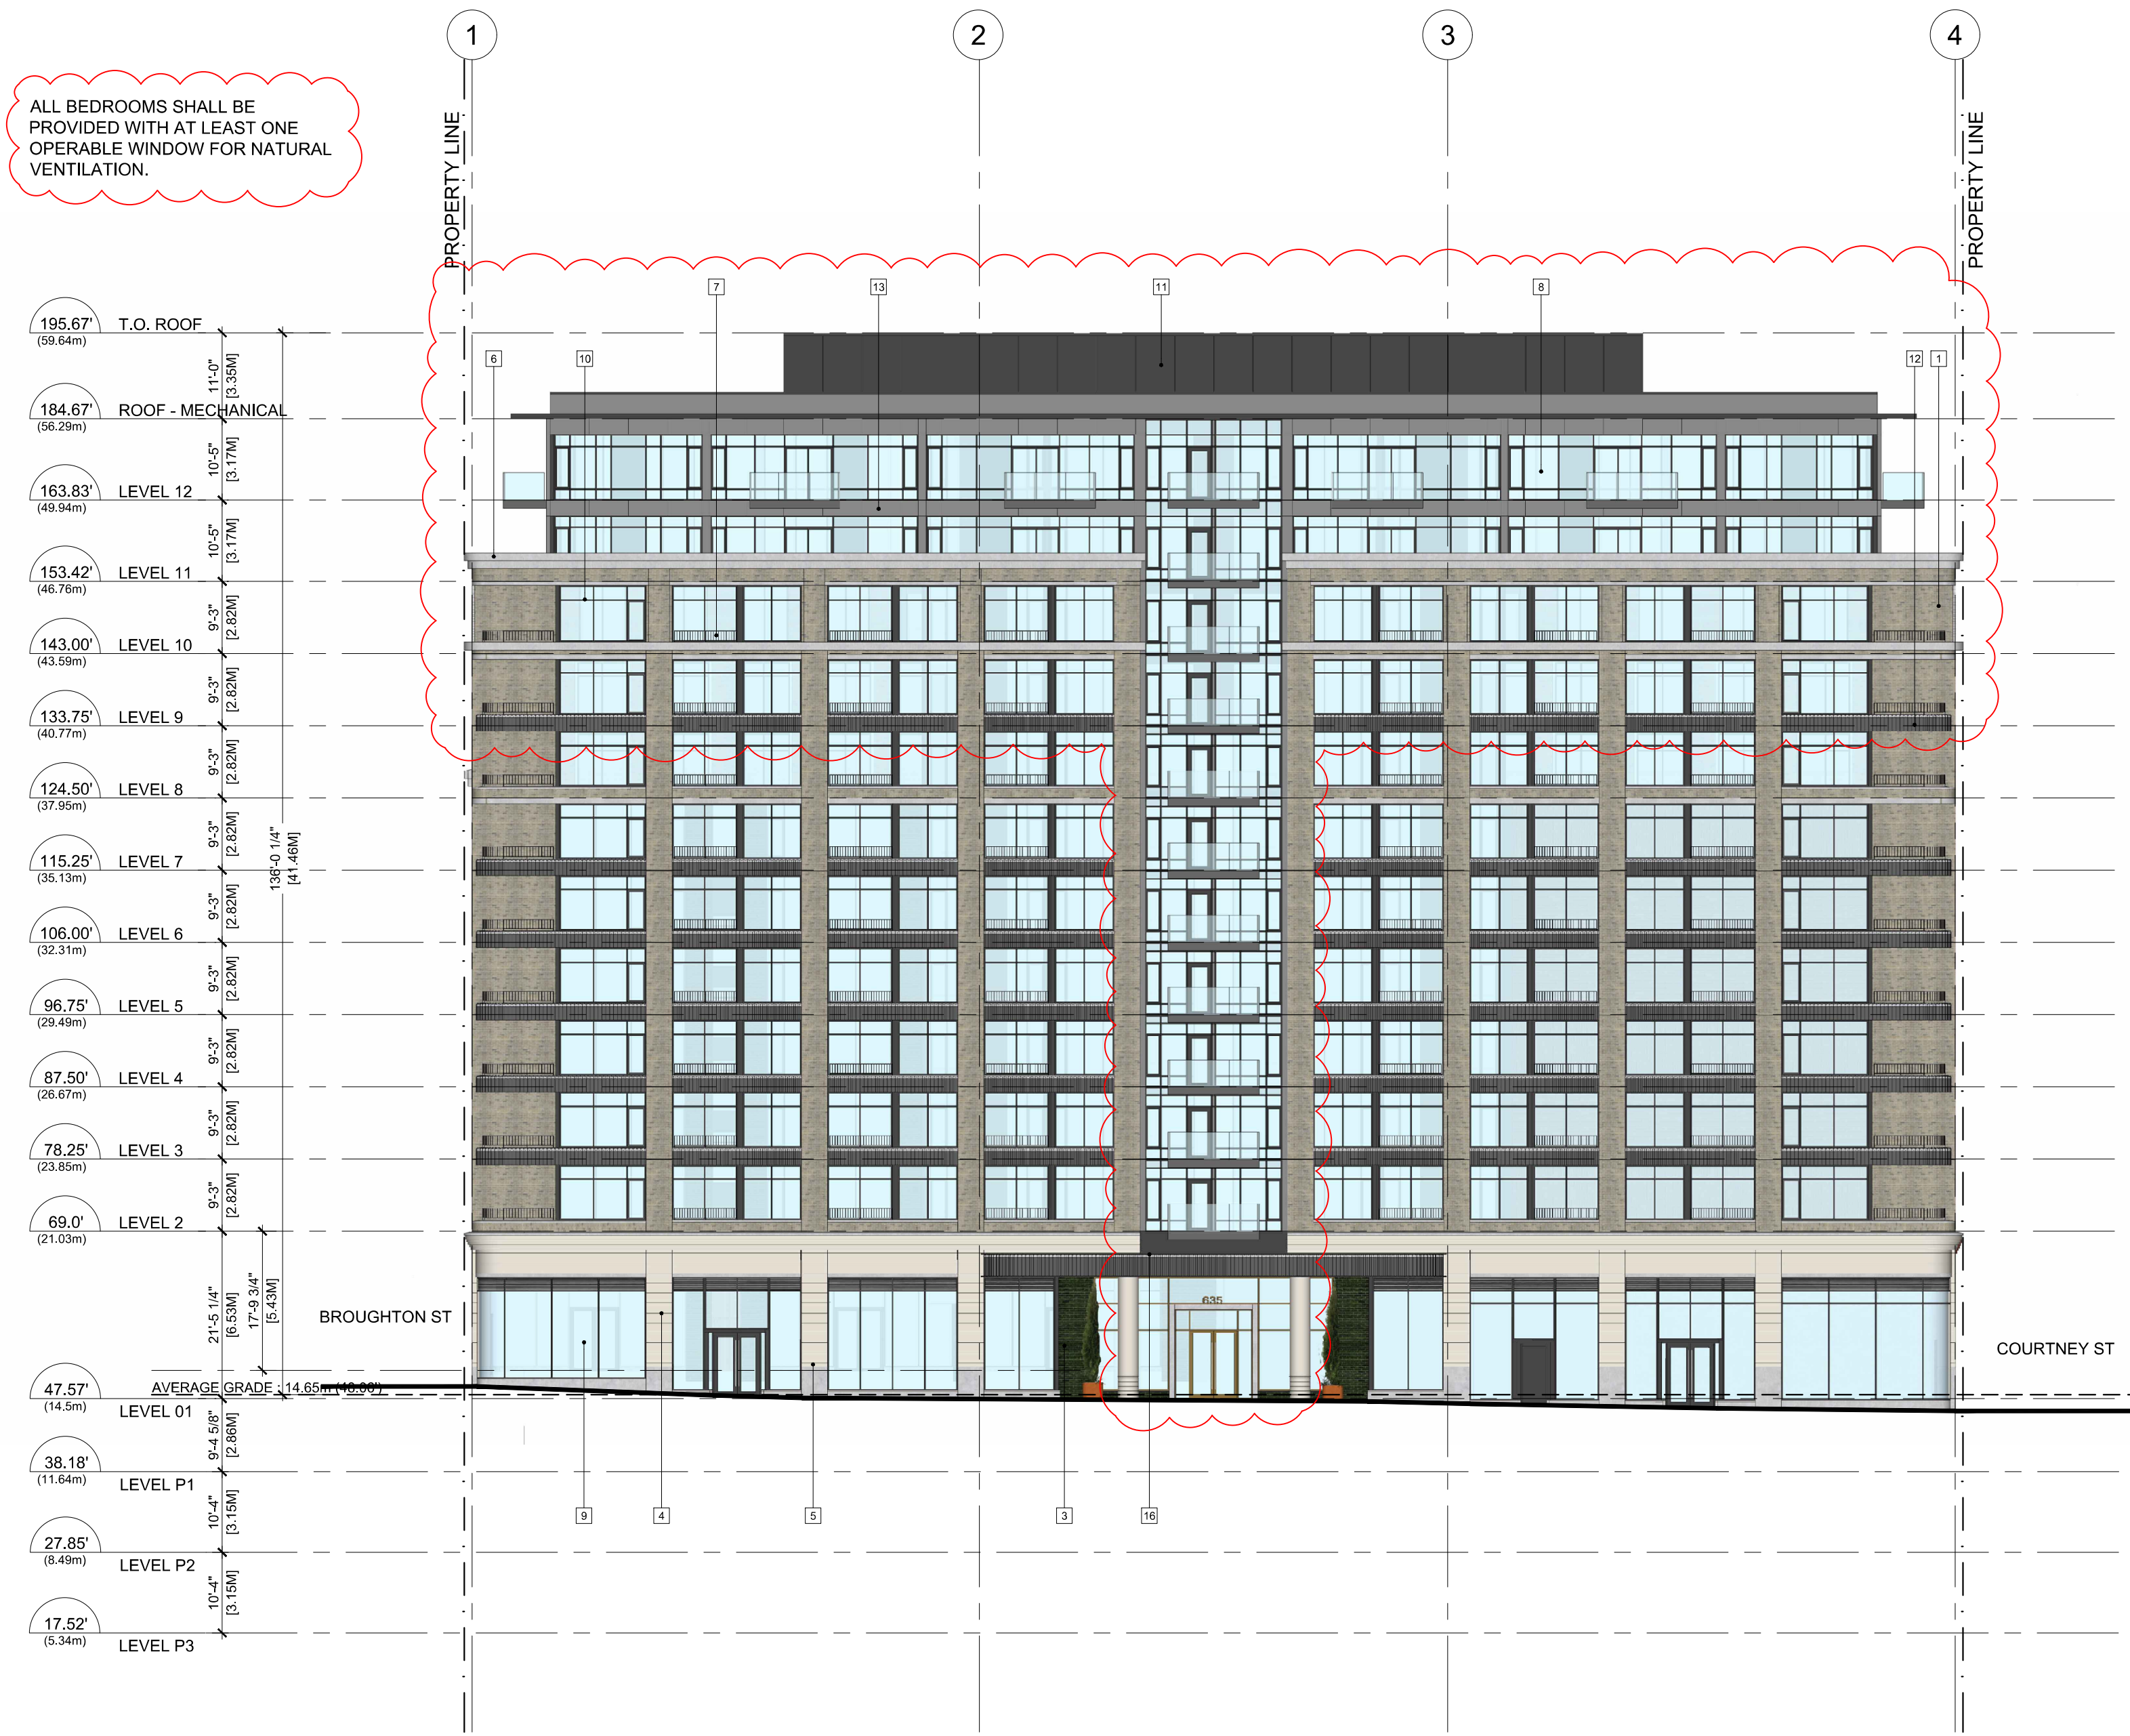 1
2
3
4
ALL BEDROOMS SHALL BE
PROVIDED WITH AT LEAST ONE
OPERABLE WINDOW FOR NATURAL
VENTILATION.
PROPERTY LINE
PROPERTY LINE
7
13
11
8
6
10
12
1
195.67' T.O. ROOF
(59.64m)
11'-0"
[3.35M]
184.67' ROOF - MECHANICAL
(56.29m)
10'-5"
[3.17M]
163.83' LEVEL 12
(49.94m)
10'-5"
[3.17M]
153.42' LEVEL 11
(46.76m)
9'-3"
[2.82M]
143.00' LEVEL 10
(43.59m)
9'-3"
[2.82M]
133.75' LEVEL 9
(40.77m)
9'-3"
[2.82M]
124.50' LEVEL 8
(37.95m)
9'-3"
[2.82M]
136'-0 1/4"
[41.46M]
115.25' LEVEL 7
(35.13m)
9'-3"
[2.82M]
106.00' LEVEL 6
(32.31m)
9'-3"
[2.82M]
96.75' LEVEL 5
(29.49m)
9'-3"
[2.82M]
87.50' LEVEL 4
(26.67m)
9'-3"
[2.82M]
78.25' LEVEL 3
(23.85m)
9'-3"
[2.82M]
69.0' LEVEL 2
(21.03m)
21'-5 1/4"
[6.53M]
17'-9 3/4"
[5.43M]
BROUGHTON ST
635
COURTNEY ST
AVERAGE GRADE : 14.65m (48.06')
47.57'
(14.5m)
LEVEL 01
9'-4 5/8"
[2.86M]
38.18'
(11.64m)
LEVEL P1
10'-4"
[3.15M]
9
4
5
3
16
27.85'
(8.49m)
LEVEL P2
10'-4"
[3.15M]
17.52'
(5.34m)
LEVEL P3